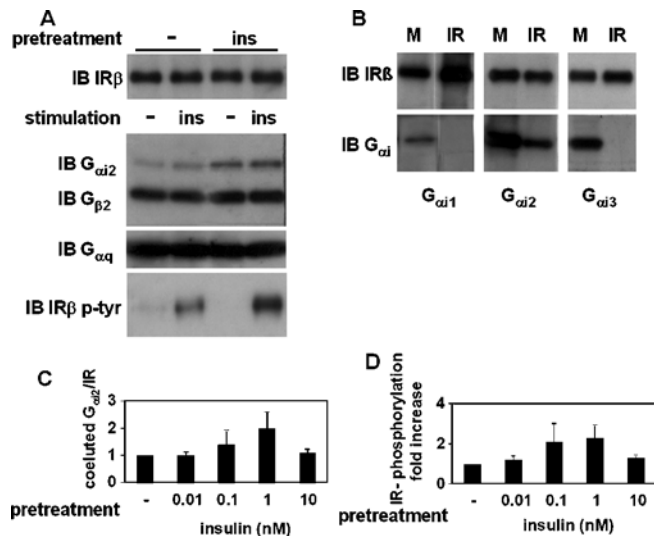 A
pretreatment - ins
IB IRβ
stimulation - ins - ins
IB Gαi2
IB Gβ2
IB Gαq
IB IRβ p-tyr
B
M IR M IR M IR
IB IRß
IB Gαi
Gαi1 Gαi2 Gαi3
C
coeluted Gαi2/IR
3
2
1
0
pretreatment - 0.01 0.1 1 10
insulin (nM)
D
IR- phosphorylation
fold increase
4
2
0
pretreatment - 0.01 0.1 1 10
insulin (nM)